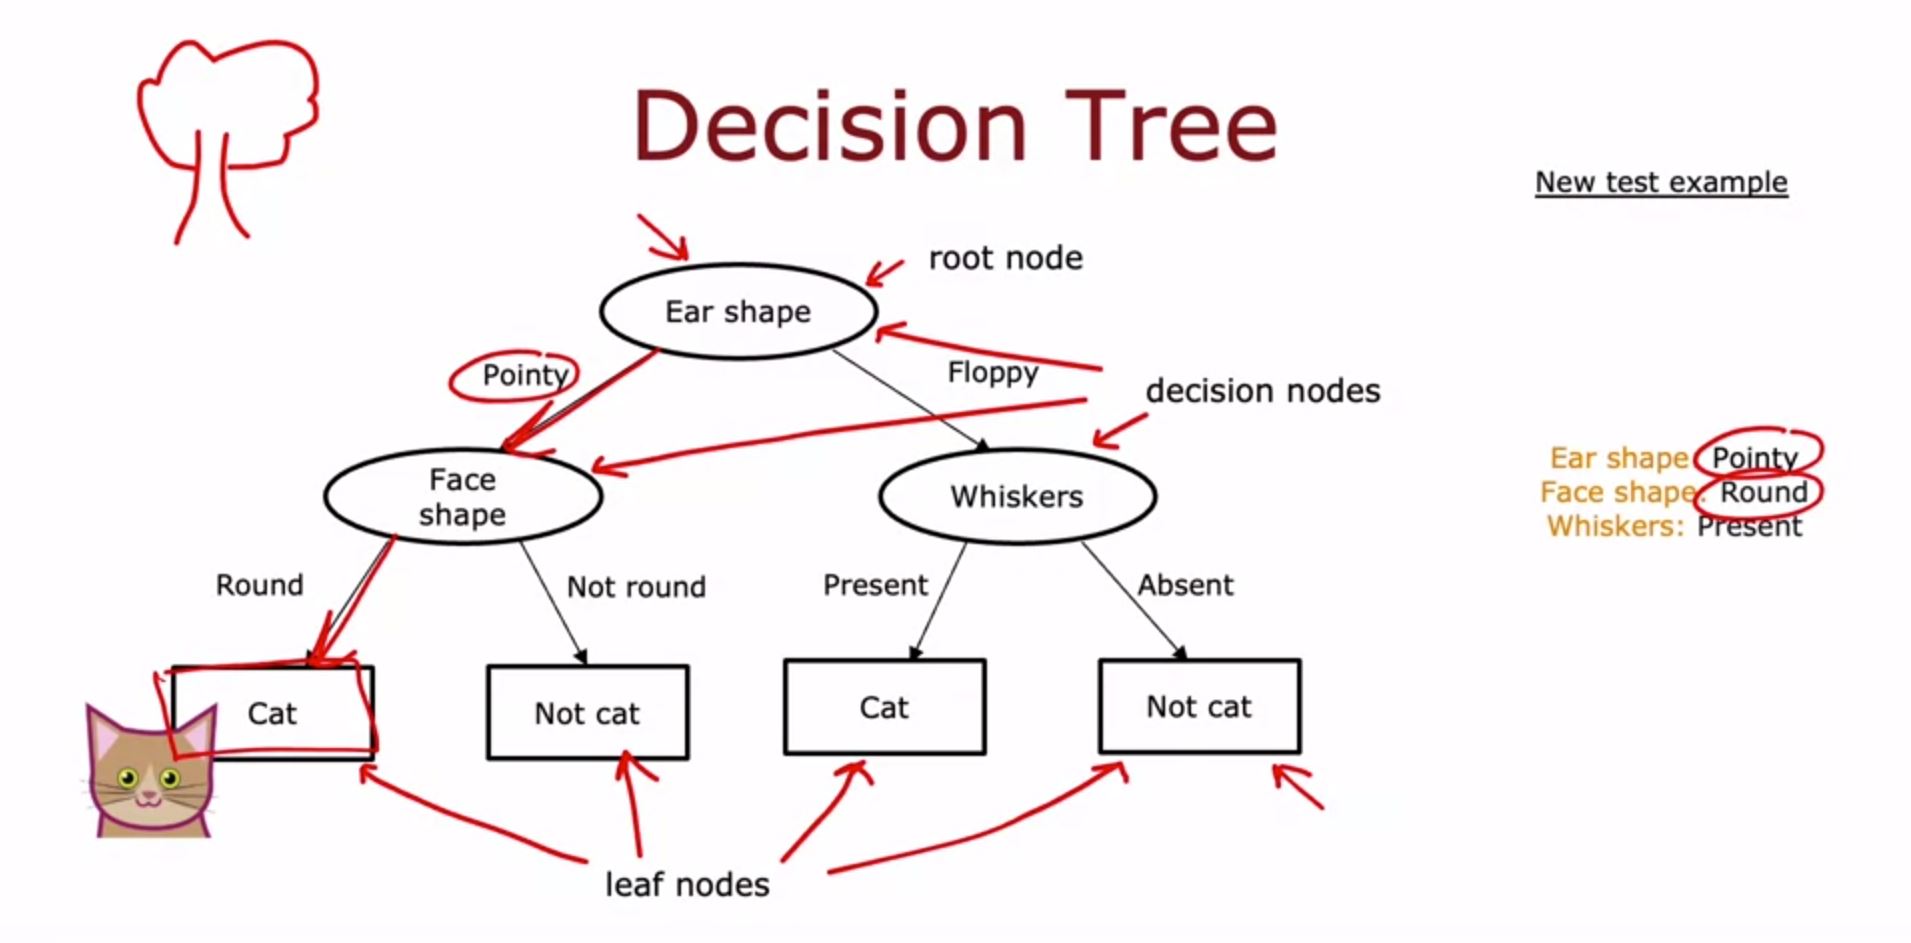 Decision Tree
New test example
root node
Ear shape
Pointy
Floppy
decision nodes
Ear shape: Pointy
Face shape: Round
Whiskers: Present
Face
shape
Whiskers
Round
Not round
Present
Absent
Cat
Not cat
Cat
Not cat
leaf nodes